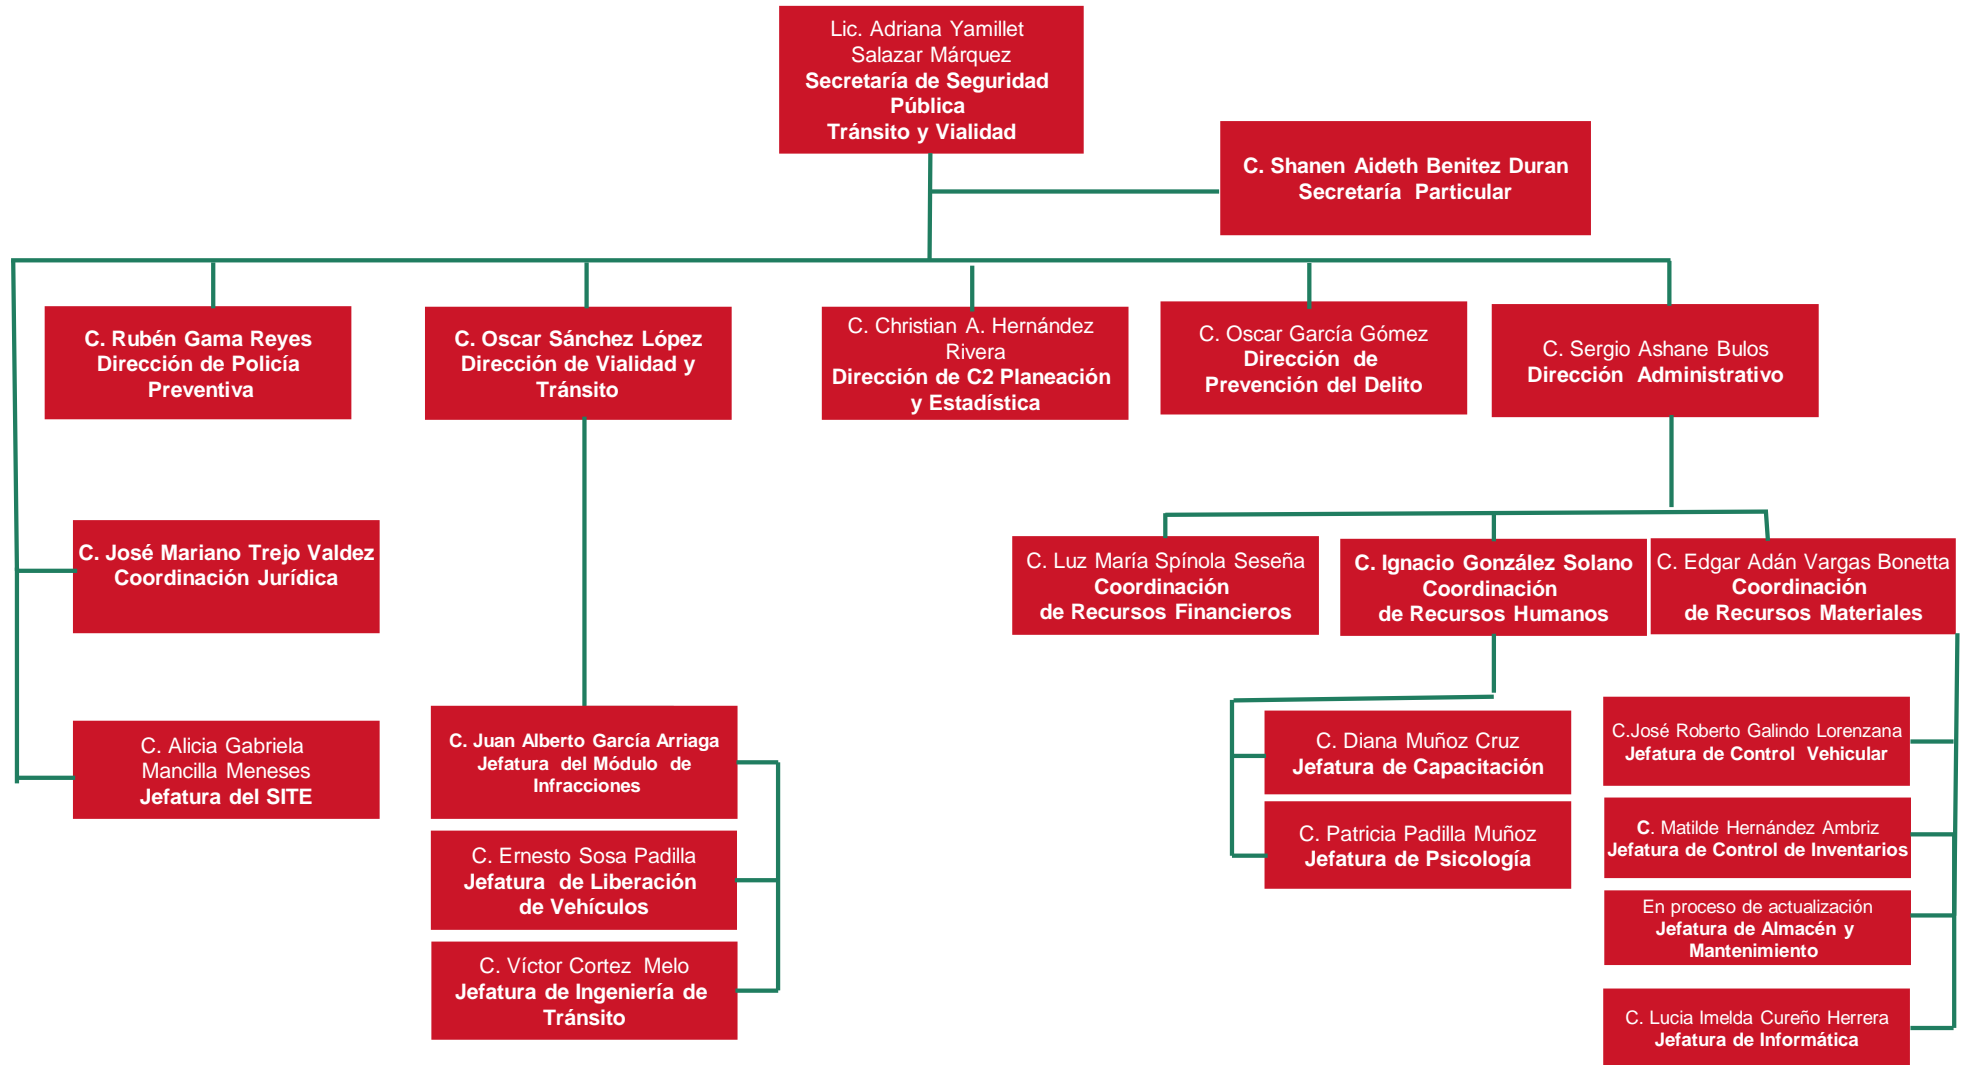 Lic. Adriana Yamillet
Salazar Márquez
Secretaría de Seguridad
Pública
Tránsito y Vialidad
C. Shanen Aideth Benitez Duran
Secretaría Particular
C. Rubén Gama Reyes
Dirección de Policía
Preventiva
C. Oscar Sánchez López
Dirección de Vialidad y
Tránsito
C. Christian A. Hernández
Rivera
Dirección de C2 Planeación
y Estadística
C. Oscar García Gómez
Dirección de
Prevención del Delito
C. Sergio Ashane Bulos
Dirección Administrativo
C. José Mariano Trejo Valdez
Coordinación Jurídica
C. Luz María Spínola Seseña
Coordinación
de Recursos Financieros
C. Ignacio González Solano
Coordinación
de Recursos Humanos
C. Edgar Adán Vargas Bonetta
Coordinación
de Recursos Materiales
C. Alicia Gabriela
Mancilla Meneses
Jefatura del SITE
C. Juan Alberto García Arriaga
Jefatura del Módulo de
Infracciones
C. Ernesto Sosa Padilla
Jefatura de Liberación
de Vehículos
C. Víctor Cortez Melo
Jefatura de Ingeniería de
Tránsito
C. Diana Muñoz Cruz
Jefatura de Capacitación
C. Patricia Padilla Muñoz
Jefatura de Psicología
C.José Roberto Galindo Lorenzana
Jefatura de Control Vehicular
C. Matilde Hernández Ambriz
Jefatura de Control de Inventarios
En proceso de actualización
Jefatura de Almacén y
Mantenimiento
C. Lucia Imelda Cureño Herrera
Jefatura de Informática